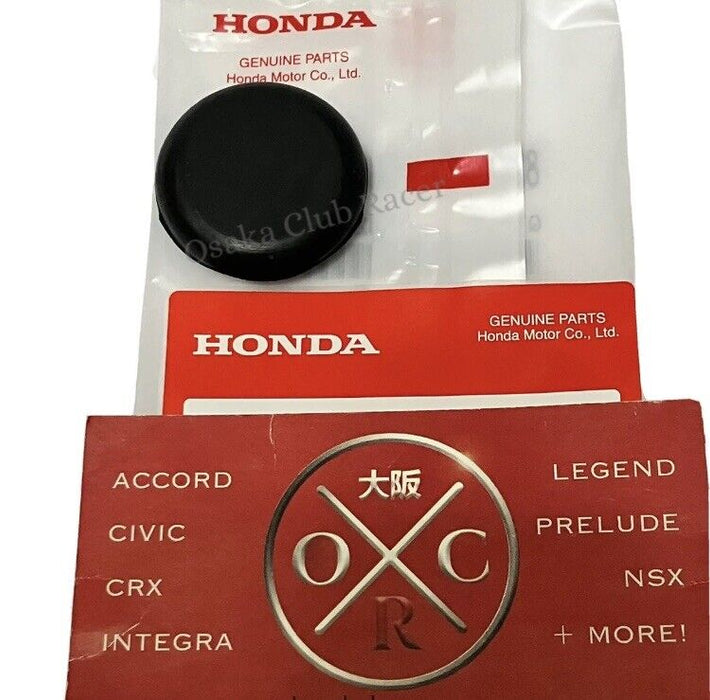 HONDA
GENUINE PARTS
Honda Motor Co., Ltd.
Osaka Club Racer
HONDA
GENUINE PARTS
Honda Motor Co., Ltd.
ACCORD
CIVIC
CRX
INTEGRA
大阪
O C
R
LEGEND
PRELUDE
NSX
+ MORE!